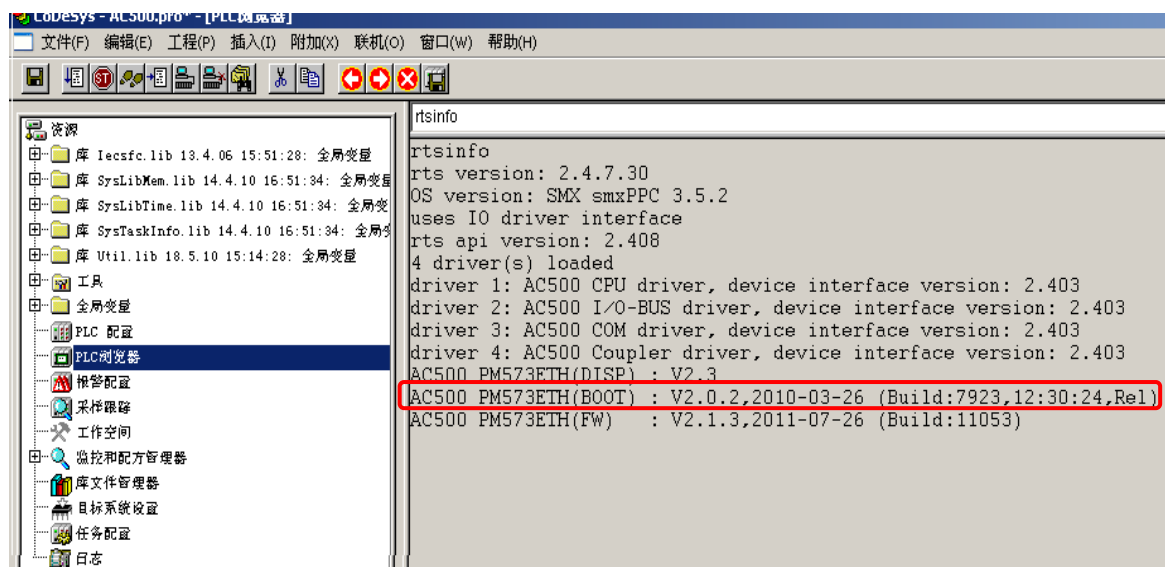 CoDeSys - AC500.pro* - [PLC浏览器]
文件(F) 编辑(E) 工程(P) 插入(I) 附加(X) 联机(O) 窗口(W) 帮助(H)
资源
库 Iecsfc.lib 13.4.06 15:51:28: 全局变量
库 SysLibMem.lib 14.4.10 16:51:34: 全局变量
库 SysLibTime.lib 14.4.10 16:51:34: 全局变
库 SysTaskInfo.lib 14.4.10 16:51:34: 全局变
库 Util.lib 18.5.10 15:14:28: 全局变量
工具
全局变量
PLC 配置
PLC浏览器
报警配置
采样跟踪
工作空间
监控和配方管理器
库文件管理器
目标系统设置
任务配置
日志
rtsinfo
rtsinfo
rts version: 2.4.7.30
OS version: SMX smxPPC 3.5.2
uses IO driver interface
rts api version: 2.408
4 driver(s) loaded
driver 1: AC500 CPU driver, device interface version: 2.403
driver 2: AC500 I/O-BUS driver, device interface version: 2.403
driver 3: AC500 COM driver, device interface version: 2.403
driver 4: AC500 Coupler driver, device interface version: 2.403
AC500 PM573ETH(DISP) : V2.3
AC500 PM573ETH(BOOT) : V2.0.2,2010-03-26 (Build:7923,12:30:24,Rel)
AC500 PM573ETH(FW) : V2.1.3,2011-07-26 (Build:11053)